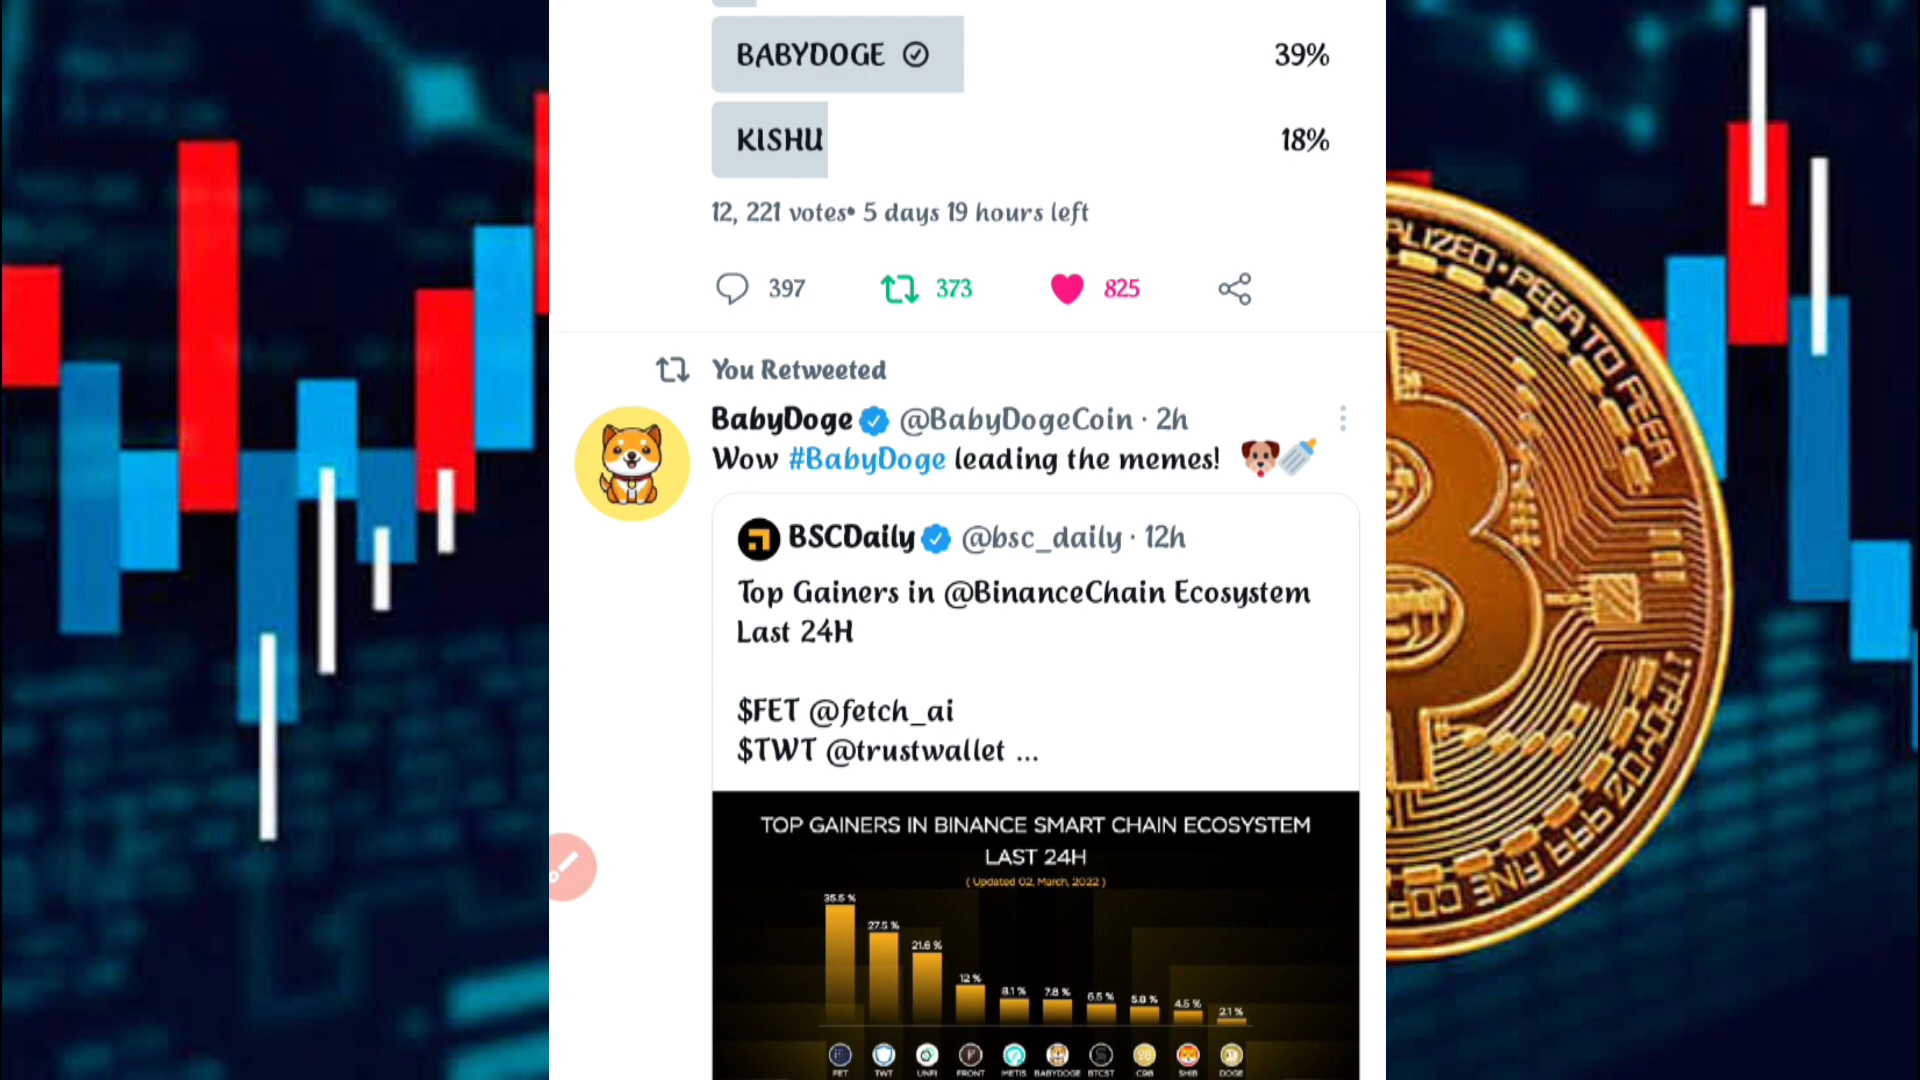 BABYDOGE
39%
KISHU
18%
12, 221 votes• 5 days 19 hours left
397
373
825
You Retweeted
BabyDoge @BabyDogeCoin · 2h
Wow #BabyDoge leading the memes!
BSCDaily @bsc_daily · 12h
Top Gainers in @BinanceChain Ecosystem
Last 24H
$FET @fetch_ai
$TWT @trustwallet ...
TOP GAINERS IN BINANCE SMART CHAIN ECOSYSTEM
LAST 24H
( Updated 02, March, 2022 )
35.5 %
27.5 %
21.6 %
12 %
8.1 %
7.8 %
6.5 %
5.8 %
4.5 %
2.1 %
FET
TWT
UNFI
FRONT
METIS
BABYDOGE
BTCST
C98
SHIB
DOGE
ALIZED • PEER TO PEER